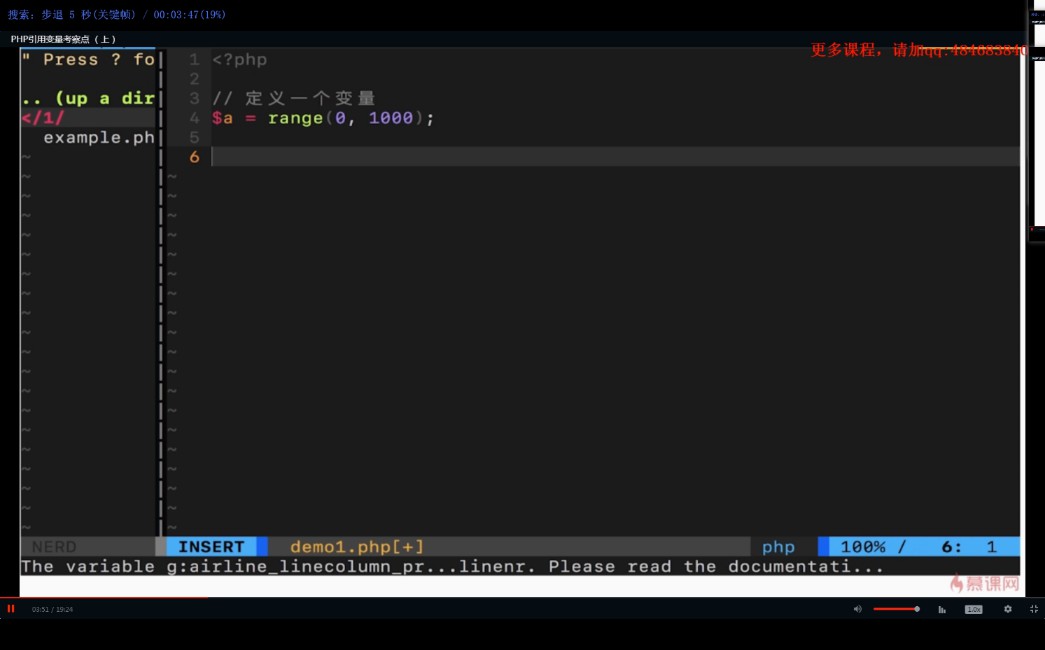 搜索: 步退 5 秒(关键帧) / 00:03:47(19%)
PHP引用变量考察点（上）
更多课程，请加qq:484683840
" Press ? fo
.. (up a dir
</1/
example.ph
1 <?php
2
3 // 定义一个变量
4 $a = range(0, 1000);
5
6
NERD INSERT demo1.php[+] php 100% / 6: 1
The variable g:airline_linecolumn_pr...linenr. Please read the documentati...
慕课网
03:51 / 19:24
1.0x